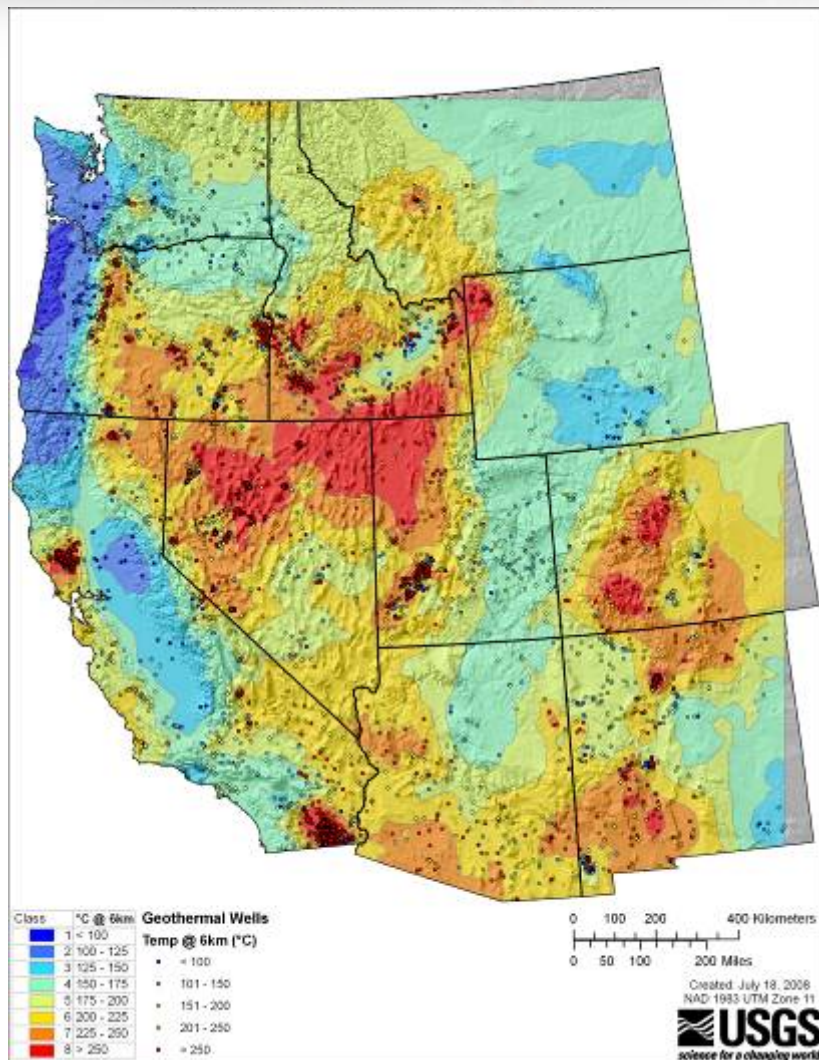 Class °C @ 6km
1 < 100
2 100 - 125
3 125 - 150
4 150 - 175
5 175 - 200
6 200 - 225
7 225 - 250
8 > 250
Geothermal Wells
Temp @ 6km (°C)
< 100
101 - 150
151 - 200
201 - 250
> 250
0 100 200 400 Kilometers
0 50 100 200 Miles
Created: July 18, 2008
NAD 1983 UTM Zone 11
USGS
science for a changing world